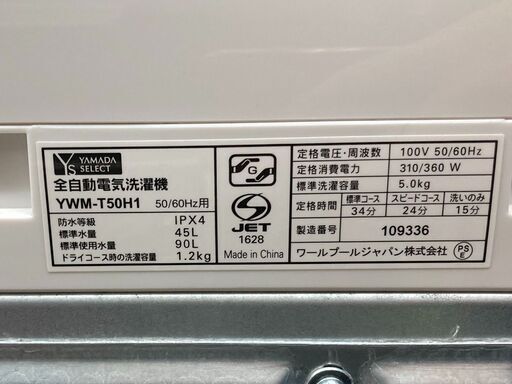 YS YAMADA SELECT
全自動電気洗濯機
YWM-T50H1 50/60Hz用
防水等級 IPX4
標準水量 45L
標準使用水量 90L
ドライコース時の洗濯容量 1.2kg
G
S
JET
1628
Made in China
定格電圧・周波数 100V 50/60Hz
定格消費電力 310/360 W
標準洗濯容量 5.0kg
標準コース スピードコース 洗いのみ
目安時間 34分 24分 15分
製造番号 109336
ワールプールジャパン株式会社
PS
E